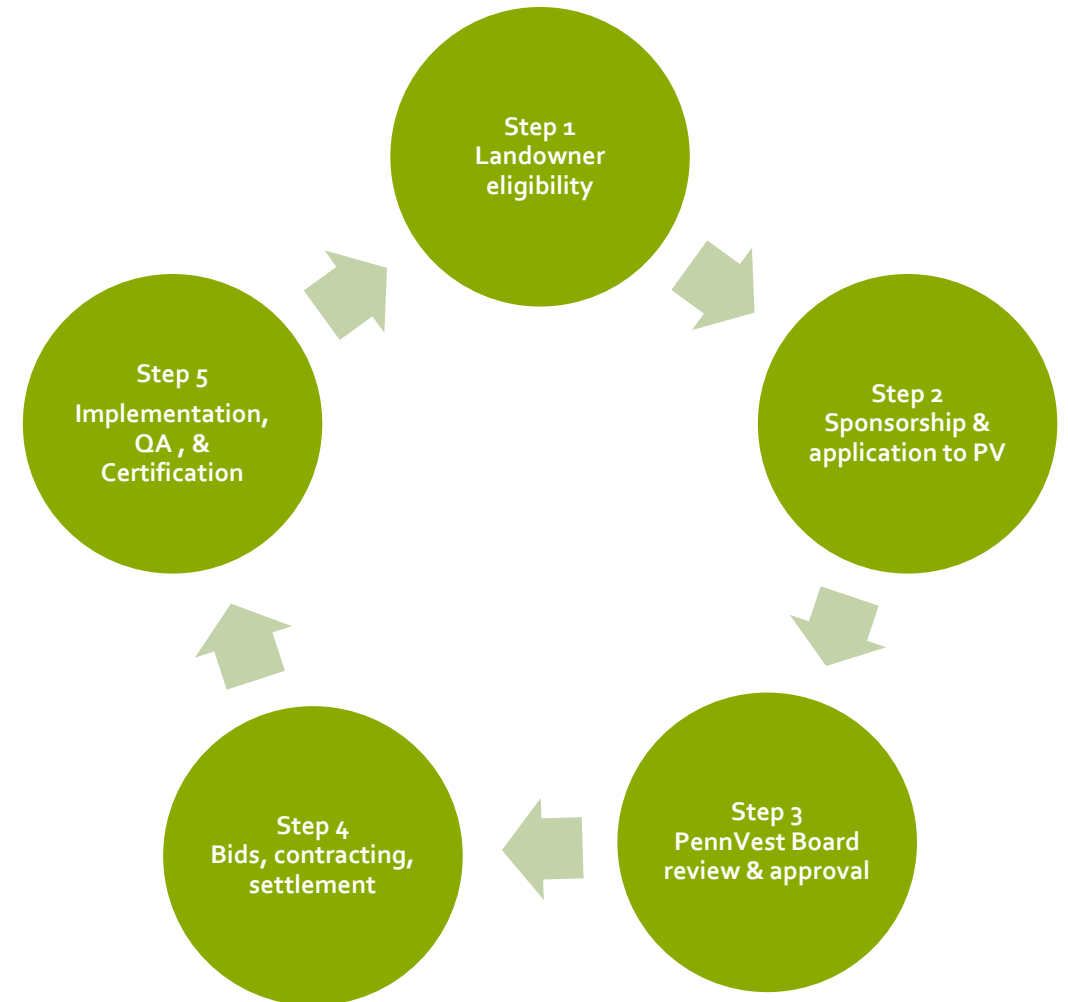 Step 1
Landowner
eligibility
Step 2
Sponsorship &
application to PV
Step 3
PennVest Board
review & approval
Step 4
Bids, contracting,
settlement
Step 5
Implementation,
QA , &
Certification